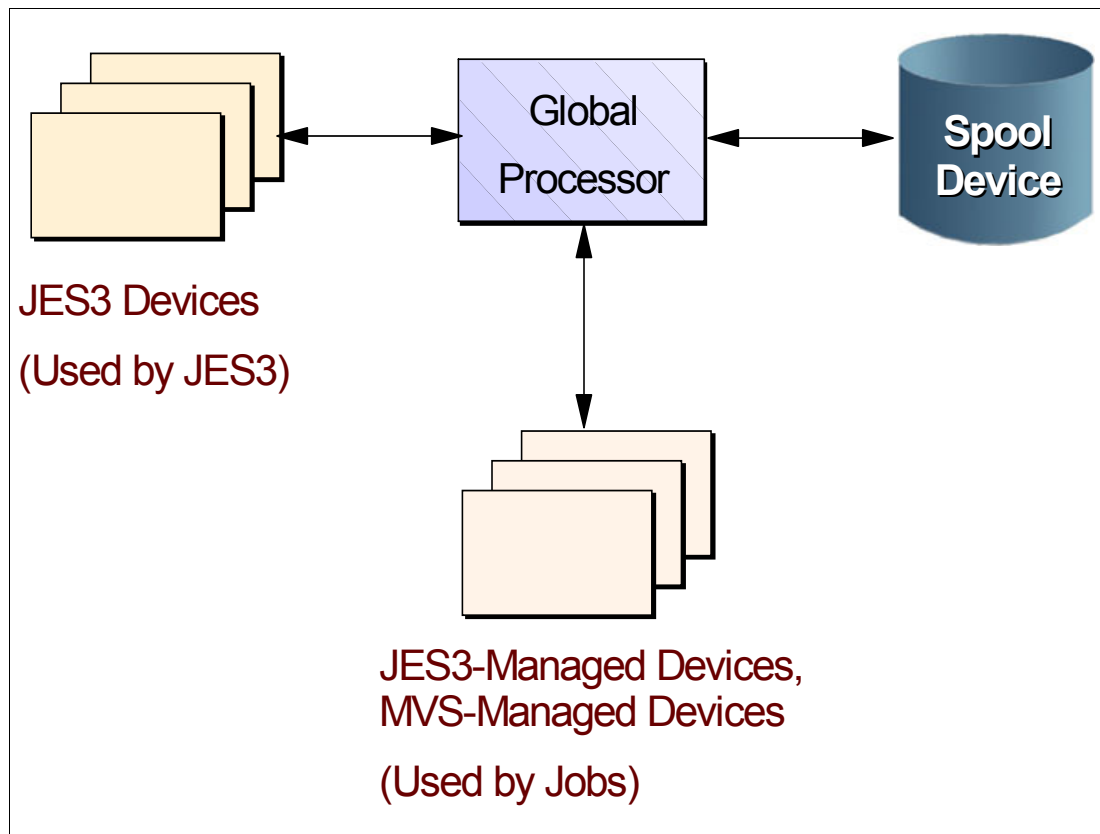 Global
Processor
Spool
Device
JES3 Devices
(Used by JES3)
JES3-Managed Devices,
MVS-Managed Devices
(Used by Jobs)